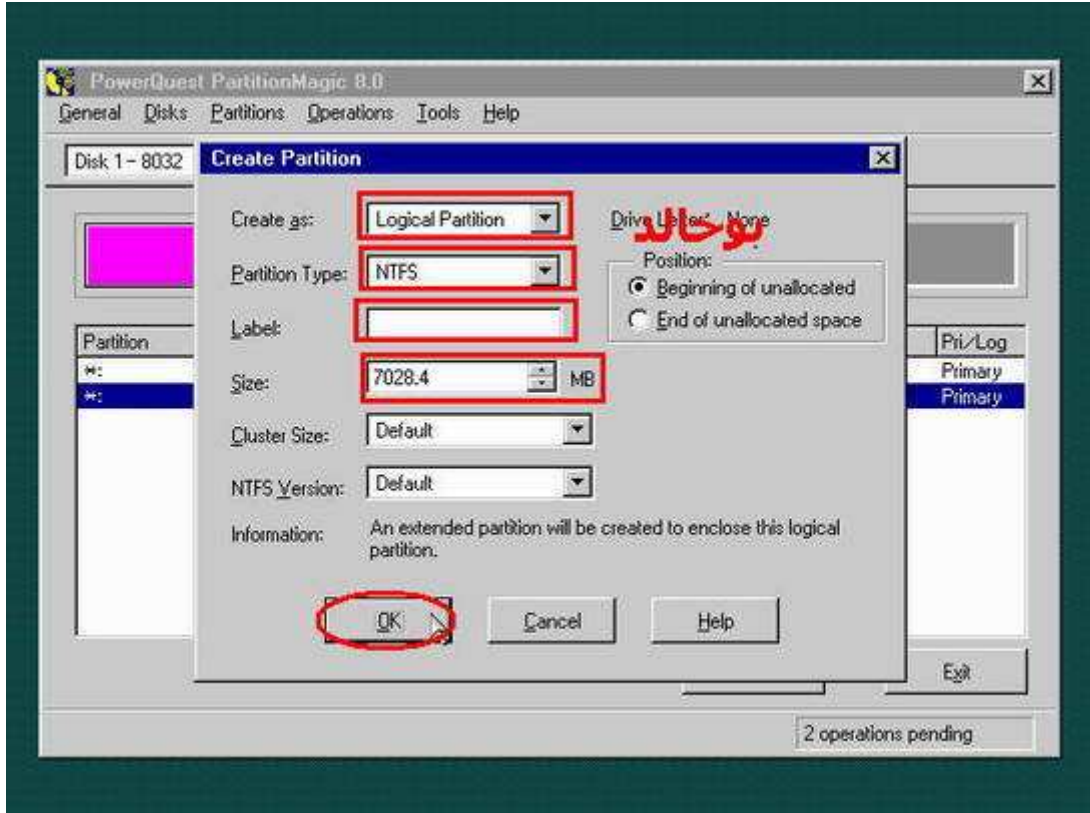 PowerQuest PartitionMagic 8.0
General Disks Partitions Operations Tools Help
Disk 1 - 8032
Create Partition
Create as: Logical Partition
Drive Letter: None
بوخالد
Partition Type: NTFS
Position:
Beginning of unallocated
End of unallocated space
Label:
Size: 7028.4 MB
Cluster Size: Default
NTFS Version: Default
Information: An extended partition will be created to enclose this logical
partition.
OK Cancel Help
Partition Pri/Log
*: Primary
*: Primary
Exit
2 operations pending